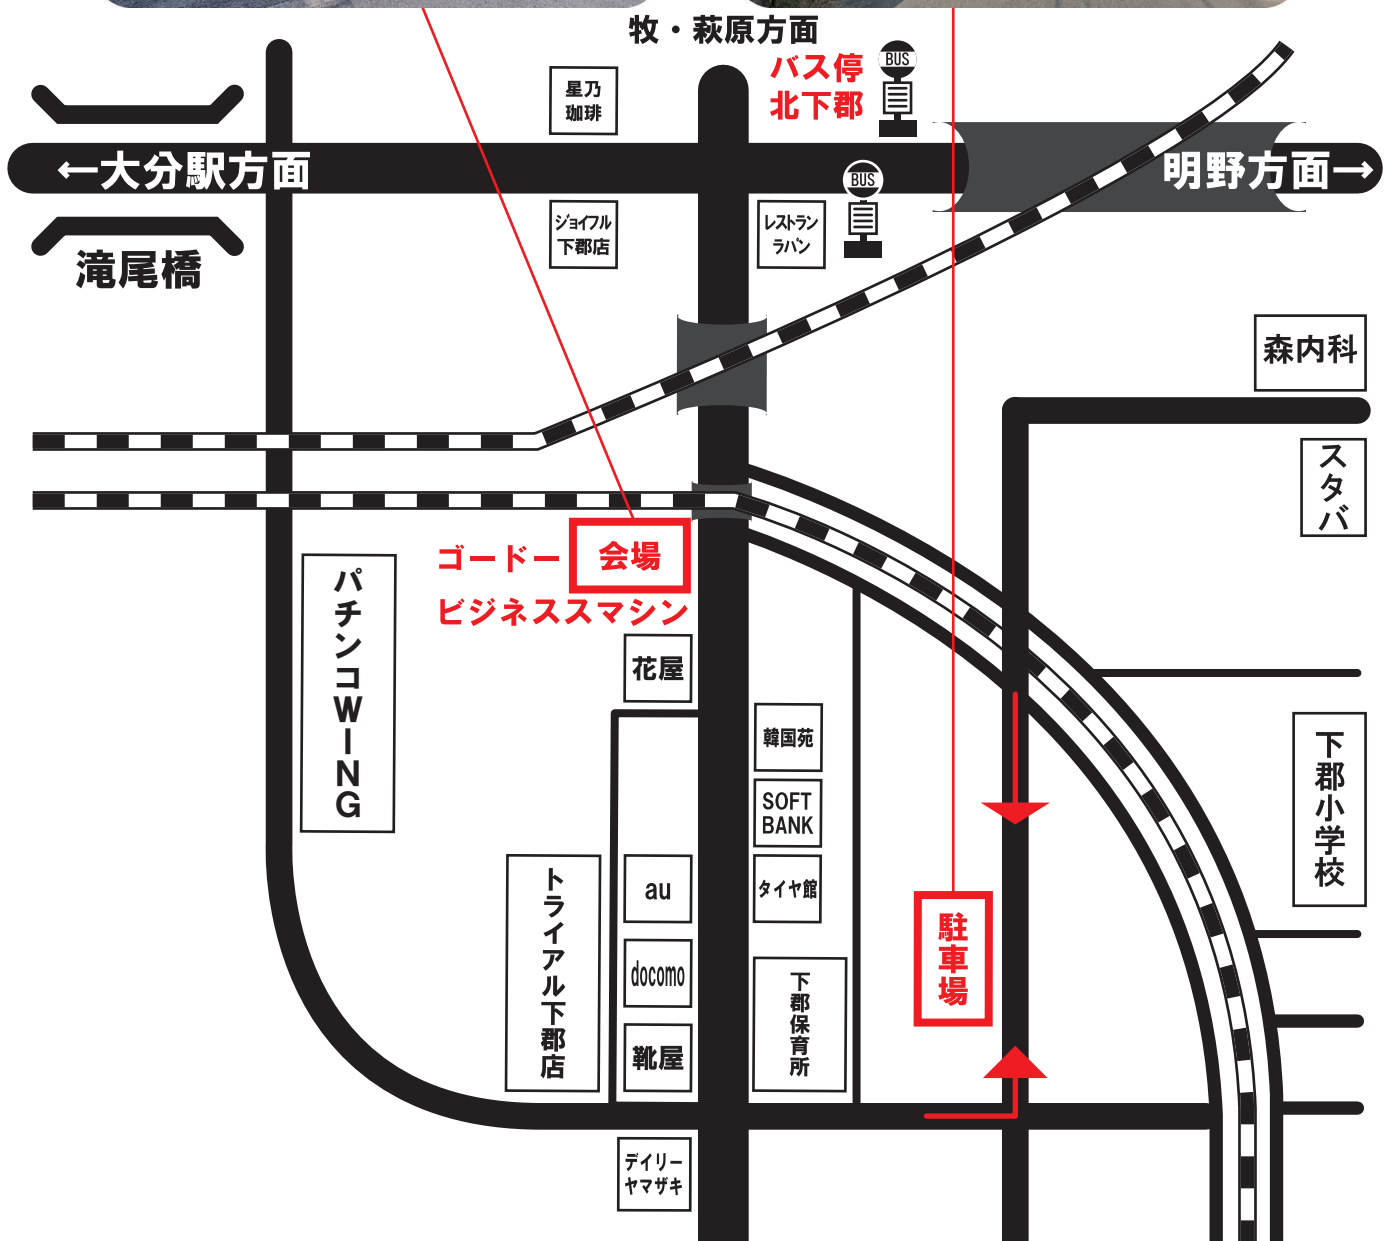 牧・萩原方面
バス停
北下郡
BUS
星乃
珈琲
←大分駅方面
明野方面→
BUS
ジョイフル
下郡店
レストラン
ラパン
滝尾橋
森内科
スタバ
ゴードー
会場
ビジネスマシン
パチンコWING
花屋
韓国苑
SOFT
BANK
下郡小学校
トライアル下郡店
au
タイヤ館
駐車場
docomo
下郡保育所
靴屋
デイリー
ヤマザキ